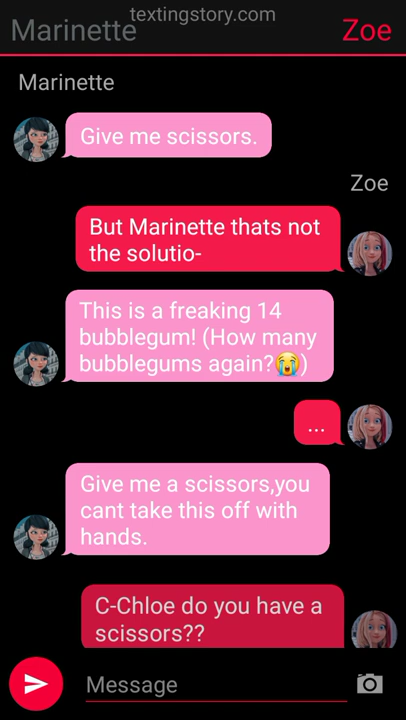 textingstory.com
Marinette Zoe
Marinette
Give me scissors.
Zoe
But Marinette thats not
the solutio-
This is a freaking 14
bubblegum! (How many
bubblegums again?😭)
...
Give me a scissors,you
cant take this off with
hands.
C-Chloe do you have a
scissors??
Message